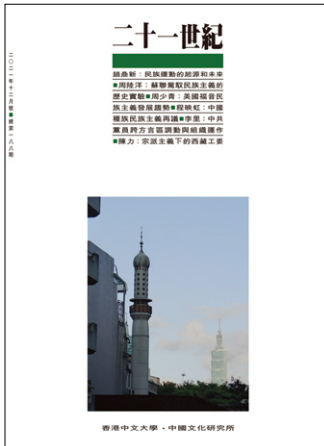 二十一世紀
趙鼎新：民族運動的起源和未來
■周陸洋：蘇聯駕馭民族主義的
歷史實驗■周少青：英國福音民
族主義發展趨勢■程映虹：中國
種族民族主義再議■李里：中共
黨員跨方言區調動與組織運作
■陳力：宗派主義下的西藏工委
二〇二一年十二月號■總第一八八期
香港中文大學・中國文化研究所